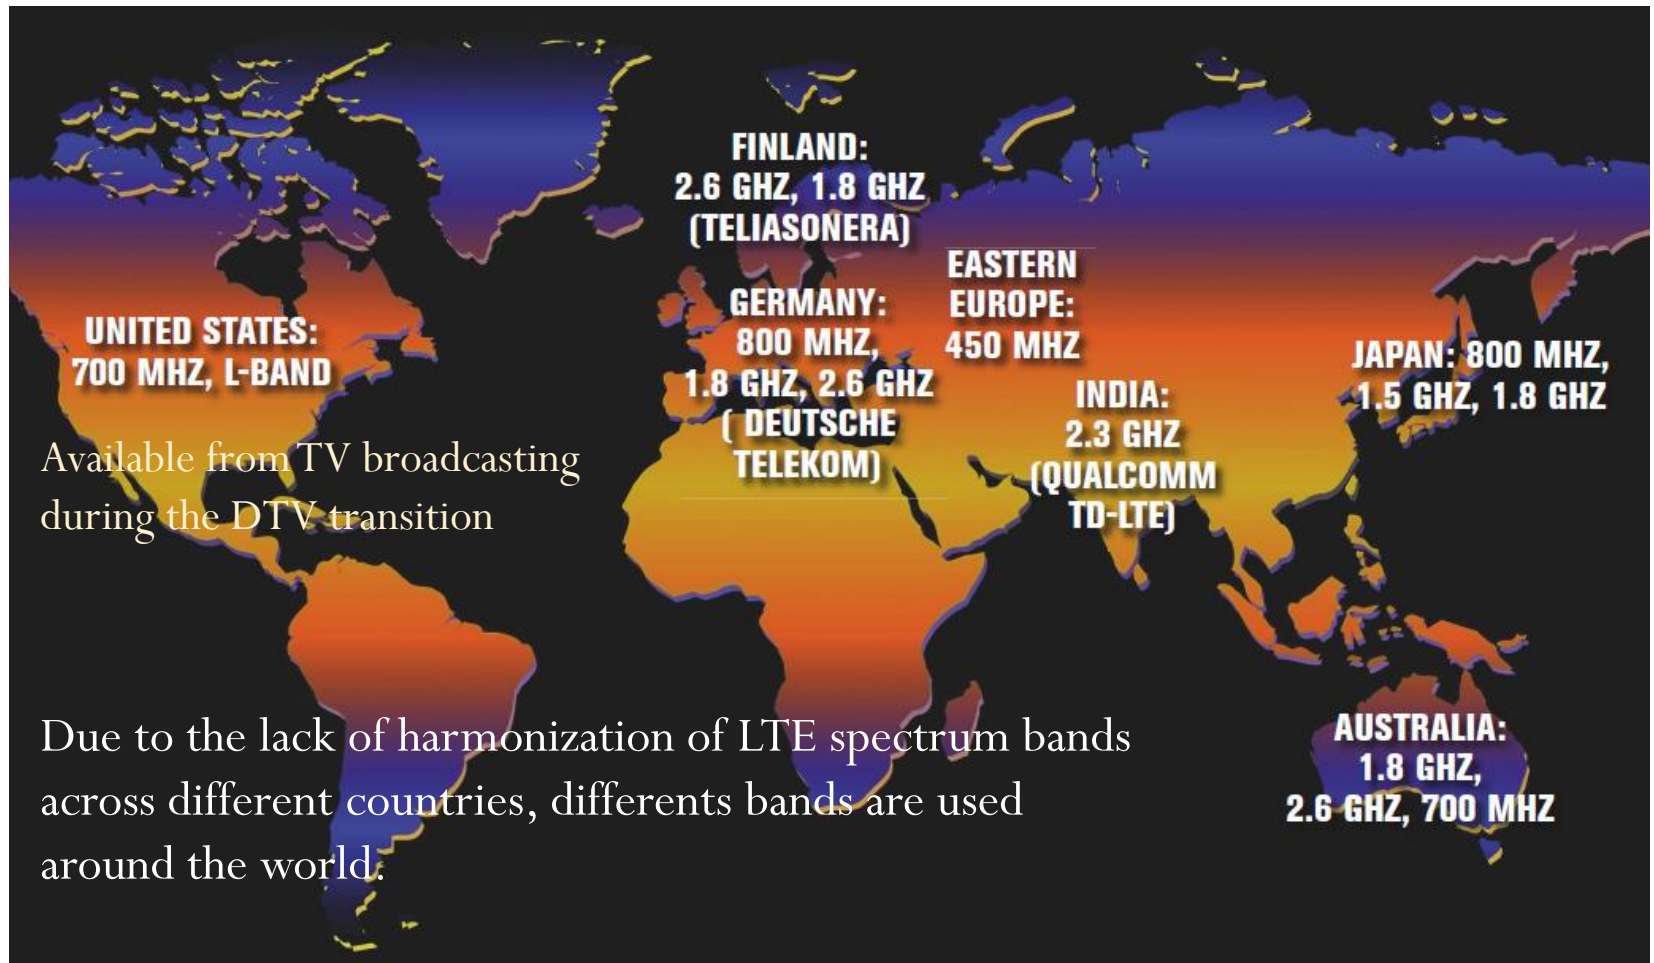 FINLAND:
2.6 GHZ, 1.8 GHZ
(TELIASONERA)
EASTERN
EUROPE:
450 MHZ
GERMANY:
800 MHZ,
1.8 GHZ, 2.6 GHZ
( DEUTSCHE
TELEKOM)
UNITED STATES:
700 MHZ, L-BAND
JAPAN: 800 MHZ,
1.5 GHZ, 1.8 GHZ
INDIA:
2.3 GHZ
(QUALCOMM
TD-LTE)
Available from TV broadcasting
during the DTV transition
Due to the lack of harmonization of LTE spectrum bands
across different countries, differents bands are used
around the world.
AUSTRALIA:
1.8 GHZ,
2.6 GHZ, 700 MHZ